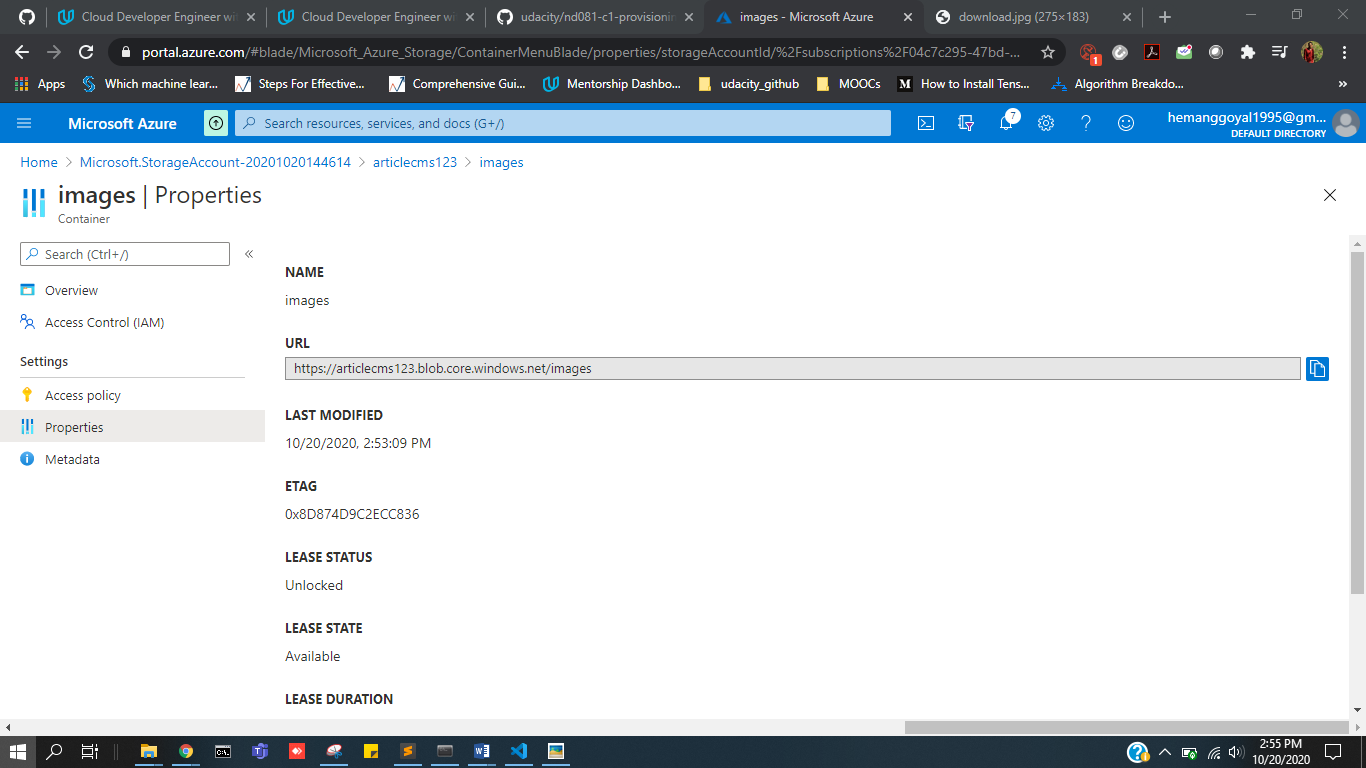 Cloud Developer Engineer wi
Cloud Developer Engineer wi
udacity/nd081-c1-provisionin
images - Microsoft Azure
download.jpg (275×183)
portal.azure.com/#blade/Microsoft_Azure_Storage/ContainerMenuBlade/properties/storageAccountId/%2Fsubscriptions%2F04c7c295-47bd-...
1
Apps
Which machine lear...
Steps For Effective...
Comprehensive Gui...
Mentorship Dashbo...
udacity_github
MOOCs
M
How to Install Tens...
Algorithm Breakdo...
»
Microsoft Azure
Search resources, services, and docs (G+/)
7
hemanggoyal1995@gm...
DEFAULT DIRECTORY
Home > Microsoft.StorageAccount-20201020144614 > articlecms123 > images
images | Properties
Container
Search (Ctrl+/)
«
Overview
Access Control (IAM)
Settings
Access policy
Properties
Metadata
NAME
images
URL
https://articlecms123.blob.core.windows.net/images
LAST MODIFIED
10/20/2020, 2:53:09 PM
ETAG
0x8D874D9C2ECC836
LEASE STATUS
Unlocked
LEASE STATE
Available
LEASE DURATION
2:55 PM
10/20/2020